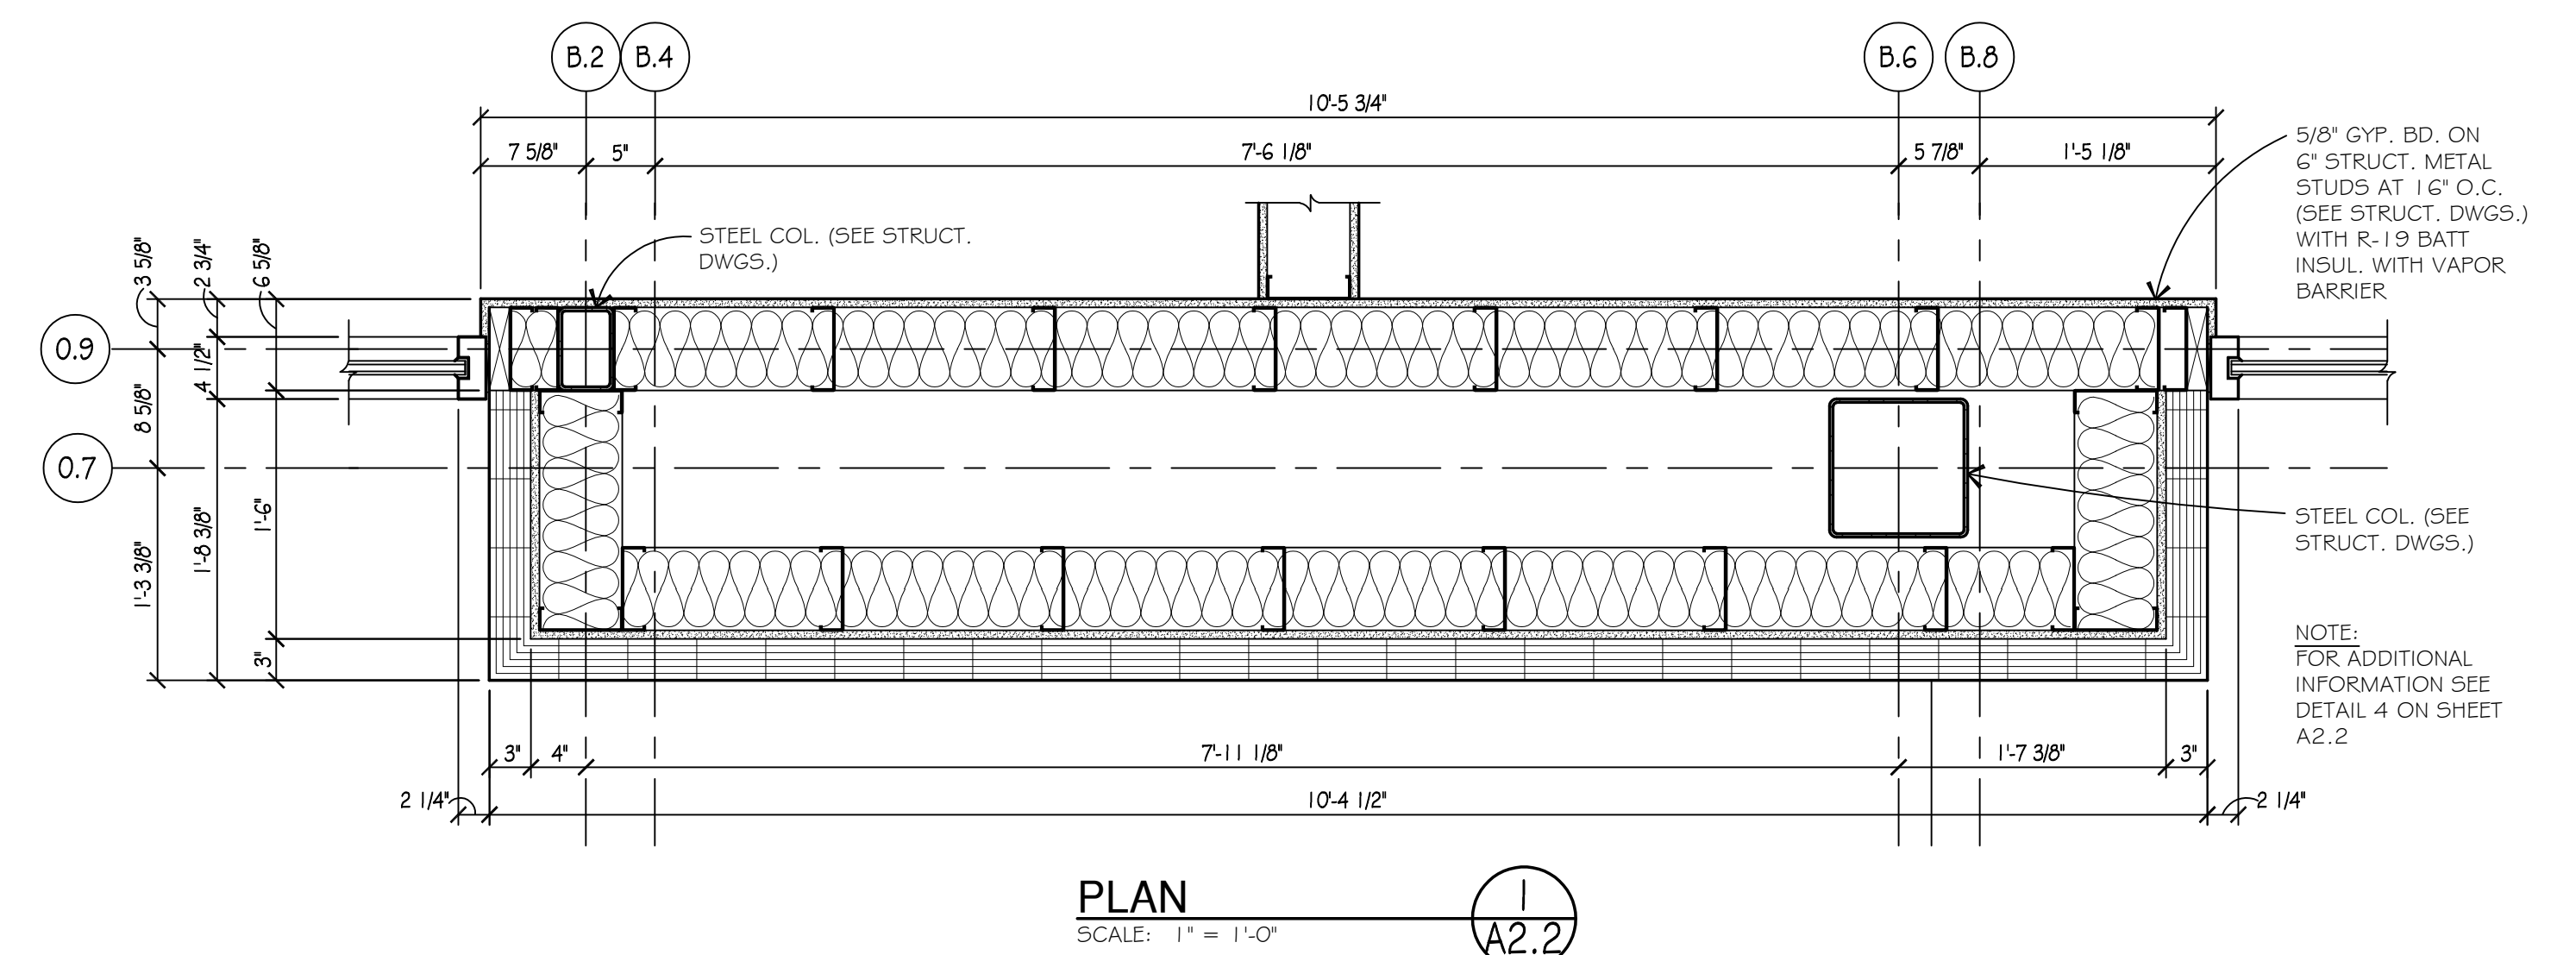 B.2 B.4 B.6 B.8
10'-5 3/4"
7 5/8" 5" 7'-6 1/8" 5 7/8" 1'-5 1/8"
5/8" GYP. BD. ON
6" STRUCT. METAL
STUDS AT 16" O.C.
(SEE STRUCT. DWGS.)
WITH R-19 BATT
INSUL. WITH VAPOR
BARRIER
STEEL COL. (SEE STRUCT.
DWGS.)
3 5/8" 2 3/4" 6 5/8"
0.9
8 5/8" 4 1/2"
0.7
1'-3 3/8" 1'-8 3/8" 1'-6"
3"
STEEL COL. (SEE
STRUCT. DWGS.)
NOTE:
FOR ADDITIONAL
INFORMATION SEE
DETAIL 4 ON SHEET
A2.2
3" 4" 7'-11 1/8" 1'-7 3/8" 3"
2 1/4" 10'-4 1/2" 2 1/4"
PLAN
SCALE: 1" = 1'-0"
1
A2.2